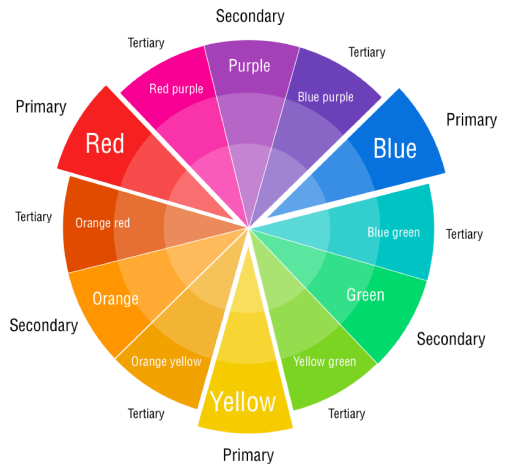 Secondary
Tertiary
Tertiary
Purple
Red purple
Blue purple
Primary
Primary
Red
Blue
Tertiary
Orange red
Blue green
Tertiary
Orange
Green
Secondary
Secondary
Orange yellow
Yellow green
Yellow
Tertiary
Tertiary
Primary